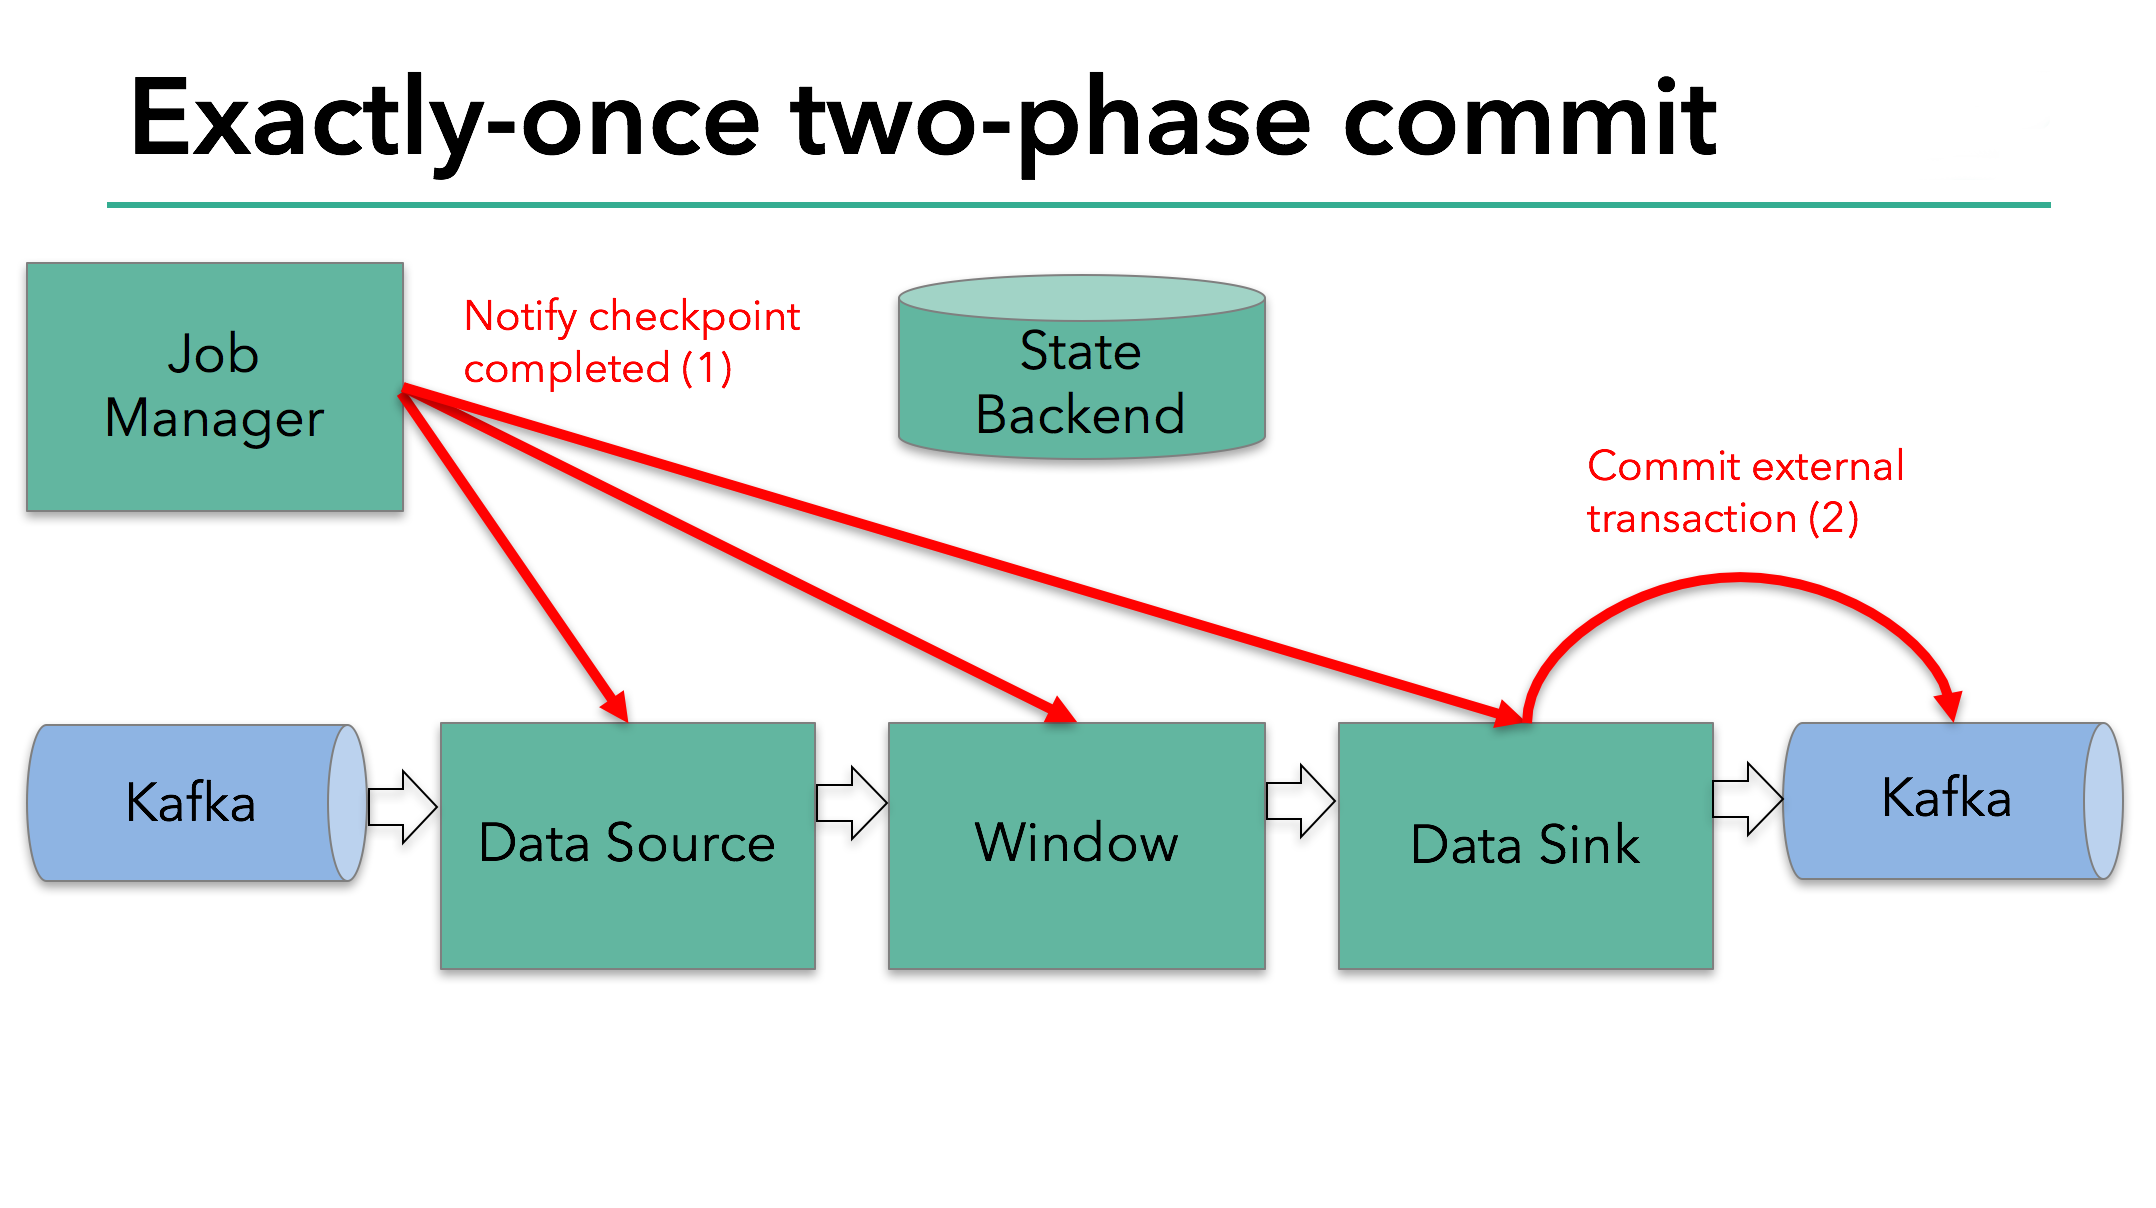 Exactly-once two-phase commit
Job
Manager
Notify checkpoint
completed (1)
State
Backend
Commit external
transaction (2)
Kafka
Data Source
Window
Data Sink
Kafka